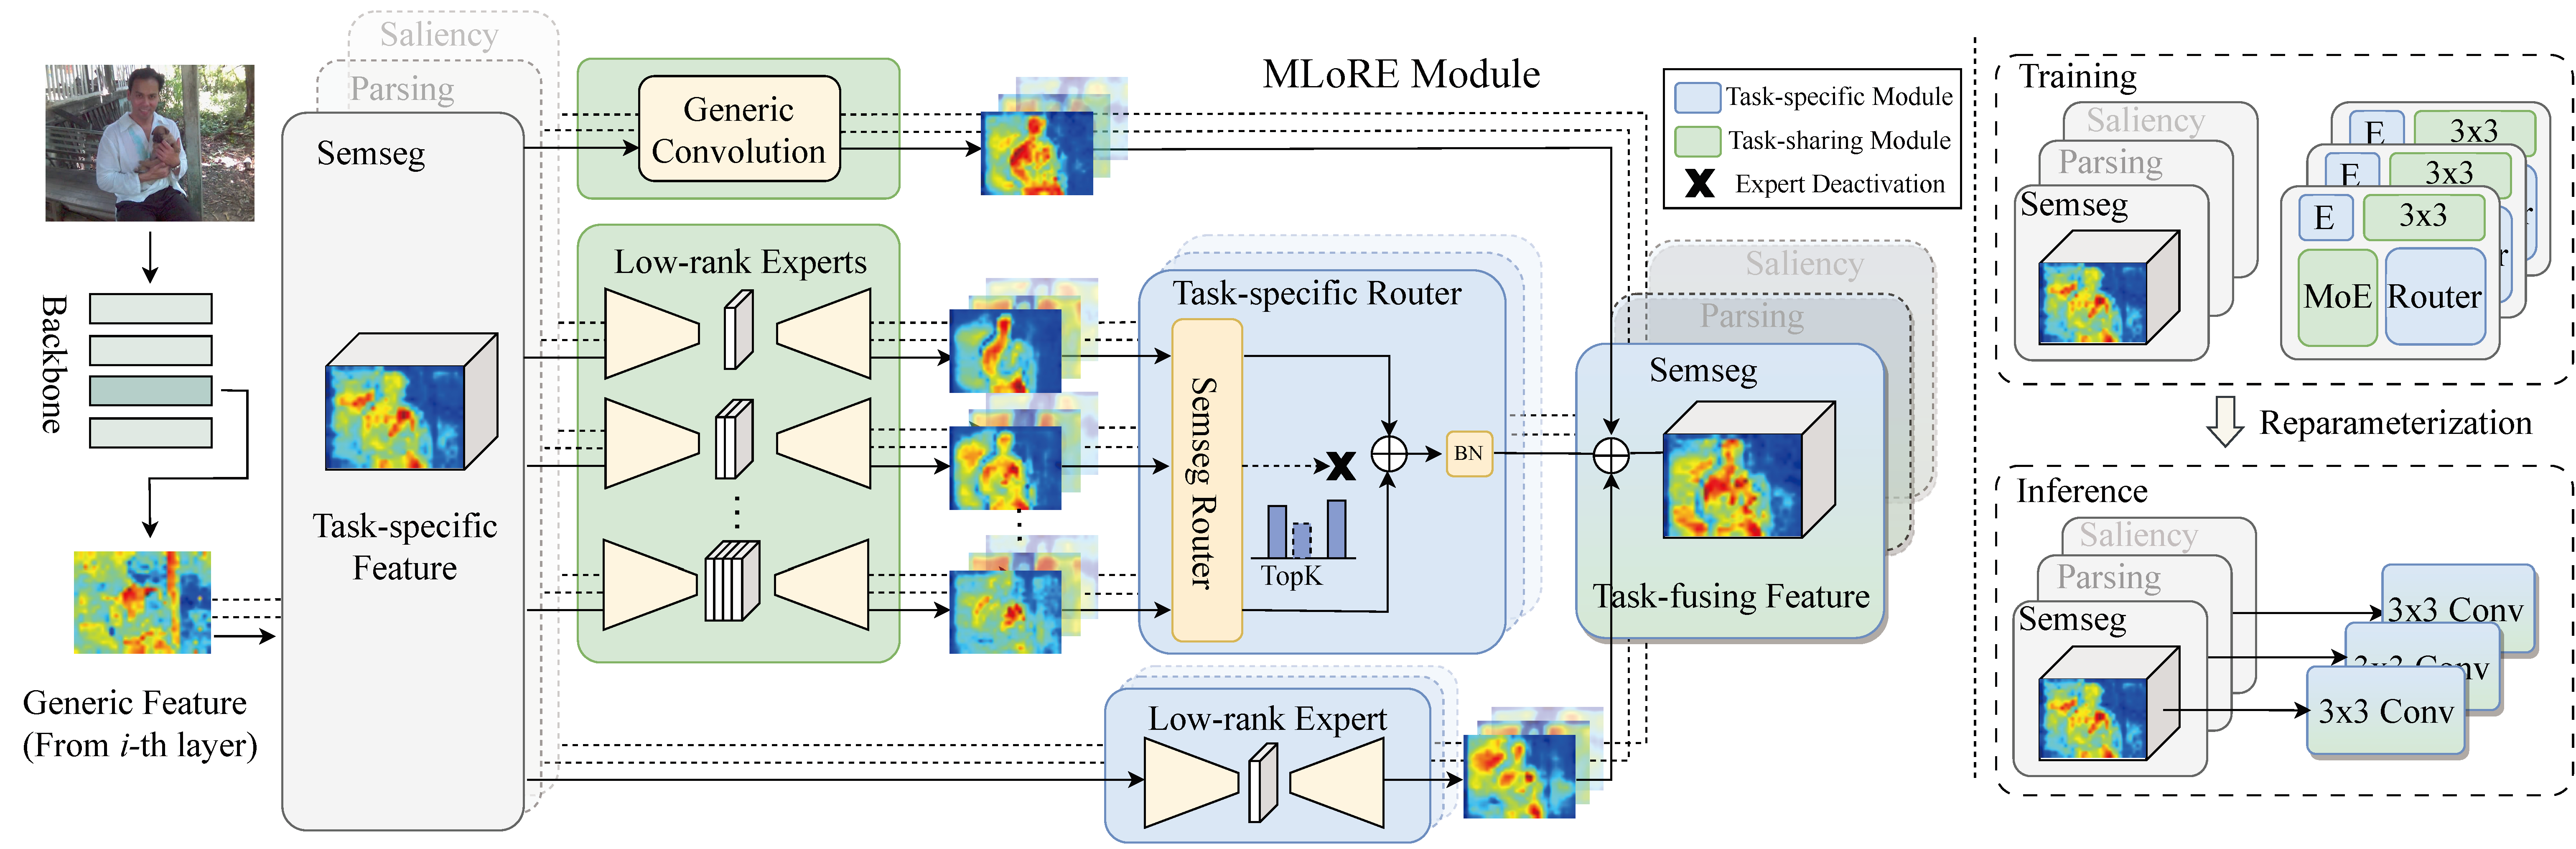 Saliency
Parsing
Semseg
Task-specific
Feature
Backbone
Generic Feature
(From i-th layer)
Generic
Convolution
Low-rank Experts
MLoRE Module
Task-specific Router
Semseg Router
TopK
BN
Low-rank Expert
Task-specific Module
Task-sharing Module
X Expert Deactivation
Saliency
Parsing
Semseg
Task-fusing Feature
Training
Saliency
Parsing
Semseg
E 3x3
E 3x3
E 3x3
r
r
MoE Router
Reparameterization
Inference
Saliency
Parsing
Semseg
3x3 Conv
3x3 Conv
3x3 Conv